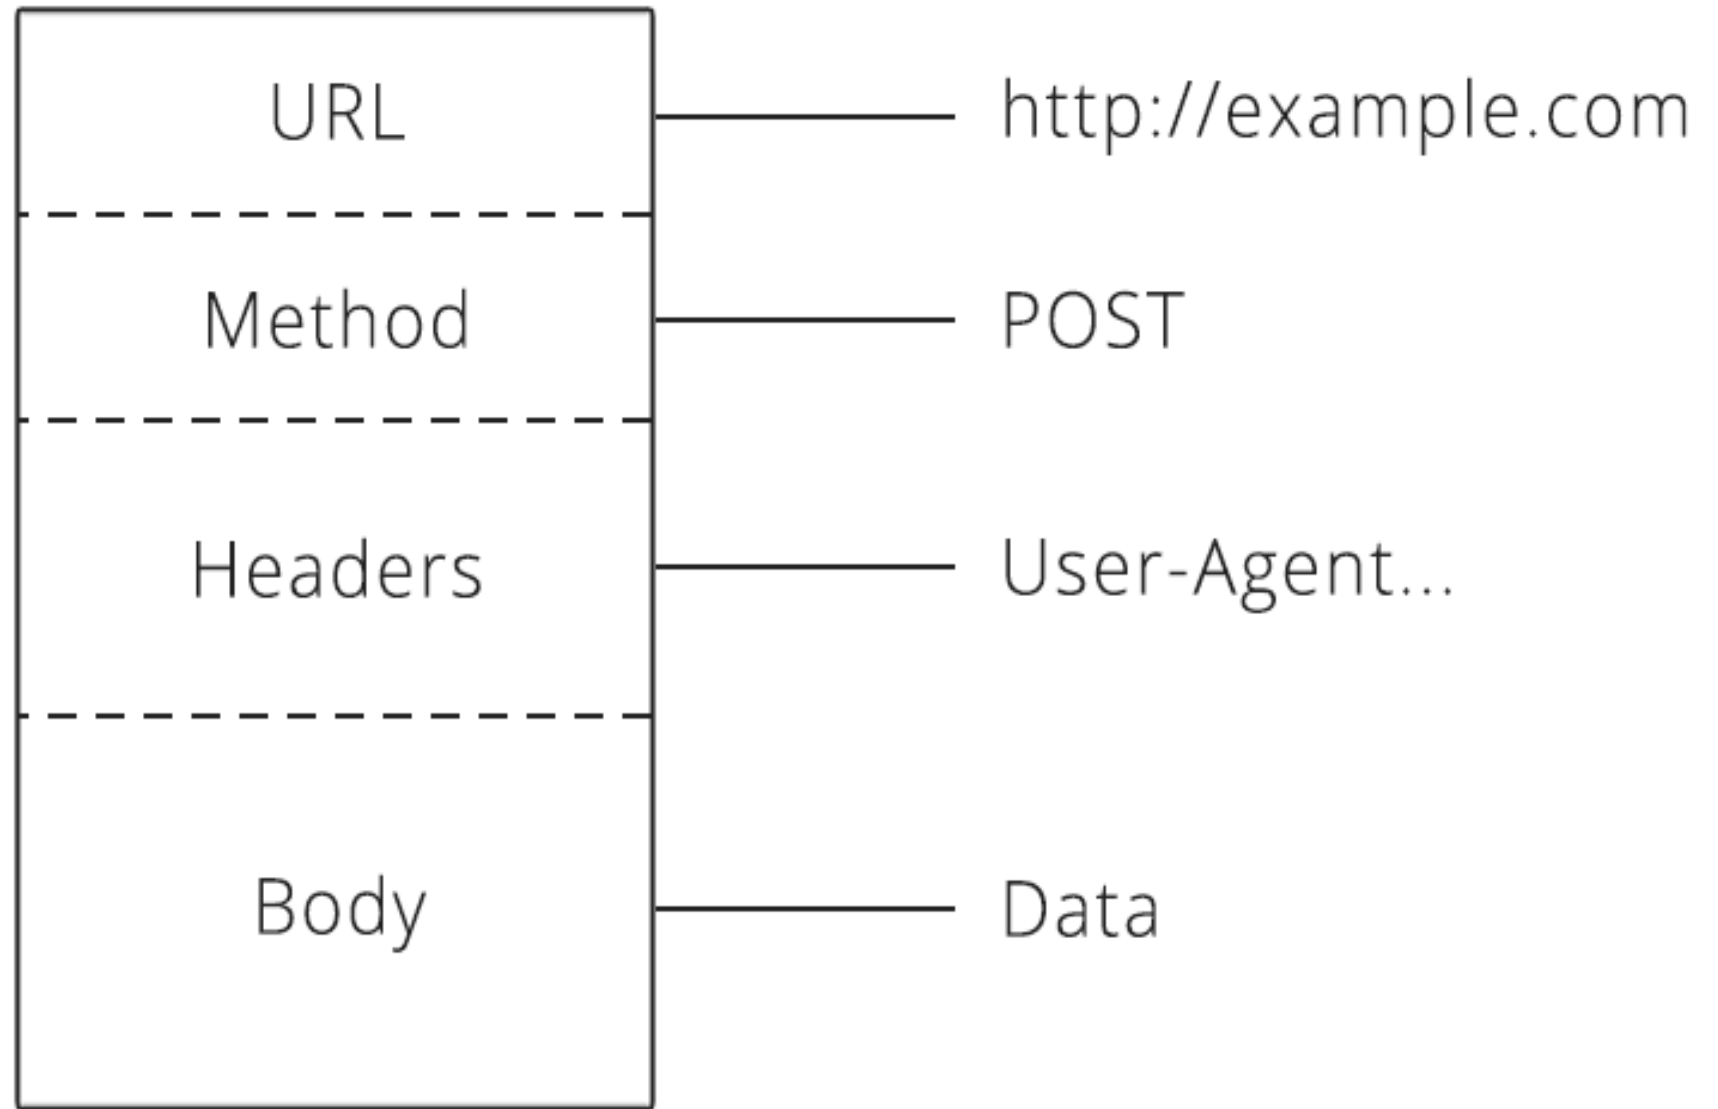 URL
http://example.com
Method
POST
Headers
User-Agent...
Body
Data